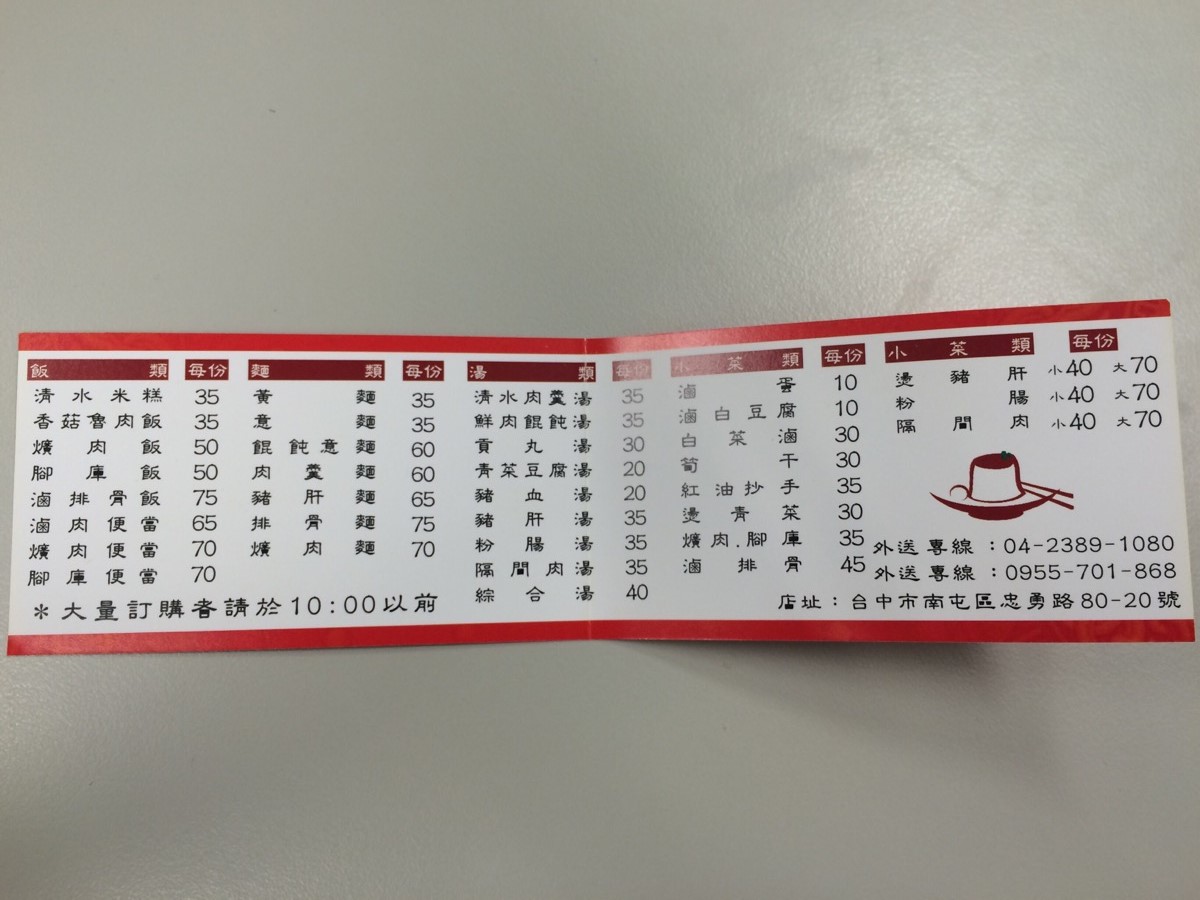 飯類 每份
清水米糕 35
香菇魯肉飯 35
爌肉飯 50
腳庫飯 50
滷排骨飯 75
滷肉便當 65
爌肉便當 70
腳庫便當 70
麵類 每份
黃麵 35
意麵 35
餛飩意麵 60
肉羹麵 60
豬肝麵 65
排骨麵 75
爌肉麵 70
＊大量訂購者請於10:00以前
湯類 每份
清水肉羹湯 35
鮮肉餛飩湯 35
貢丸湯 30
青菜豆腐湯 20
豬血湯 20
豬肝湯 35
粉腸湯 35
隔間肉湯 35
綜合湯 40
小菜類 每份
滷蛋 10
滷白豆腐 10
白菜滷 30
筍干 30
紅油抄手 35
燙青菜 30
爌肉.腳庫 35
滷排骨 45
小菜類 每份
燙豬肝 小40 大70
粉腸 小40 大70
隔間肉 小40 大70
外送專線：04-2389-1080
外送專線：0955-701-868
店址：台中市南屯區忠勇路80-20號